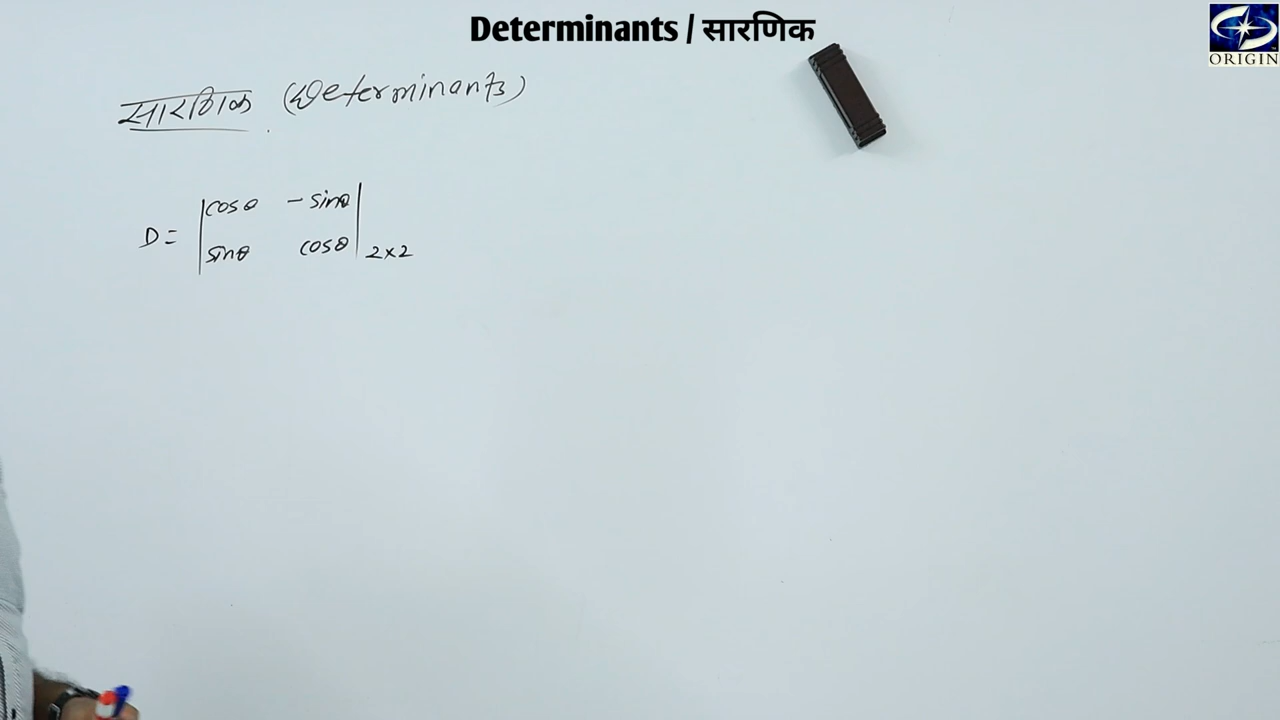 Determinants / सारणिक
ORIGIN
सारणिक (Determinants)
D = | cosθ - sinθ |
| sinθ cosθ | 2×2